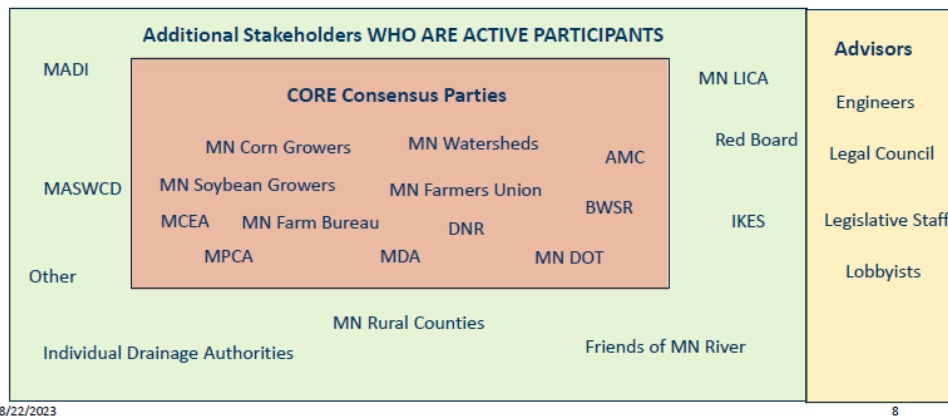 Additional Stakeholders WHO ARE ACTIVE PARTICIPANTS
MADI
MASWCD
Other
CORE Consensus Parties
MN Corn Growers
MN Watersheds
AMC
MN Soybean Growers
MN Farmers Union
BWSR
MCEA
MN Farm Bureau
DNR
MPCA
MDA
MN DOT
MN LICA
Red Board
IKES
MN Rural Counties
Individual Drainage Authorities
Friends of MN River
Advisors
Engineers
Legal Council
Legislative Staff
Lobbyists
8/22/2023
8